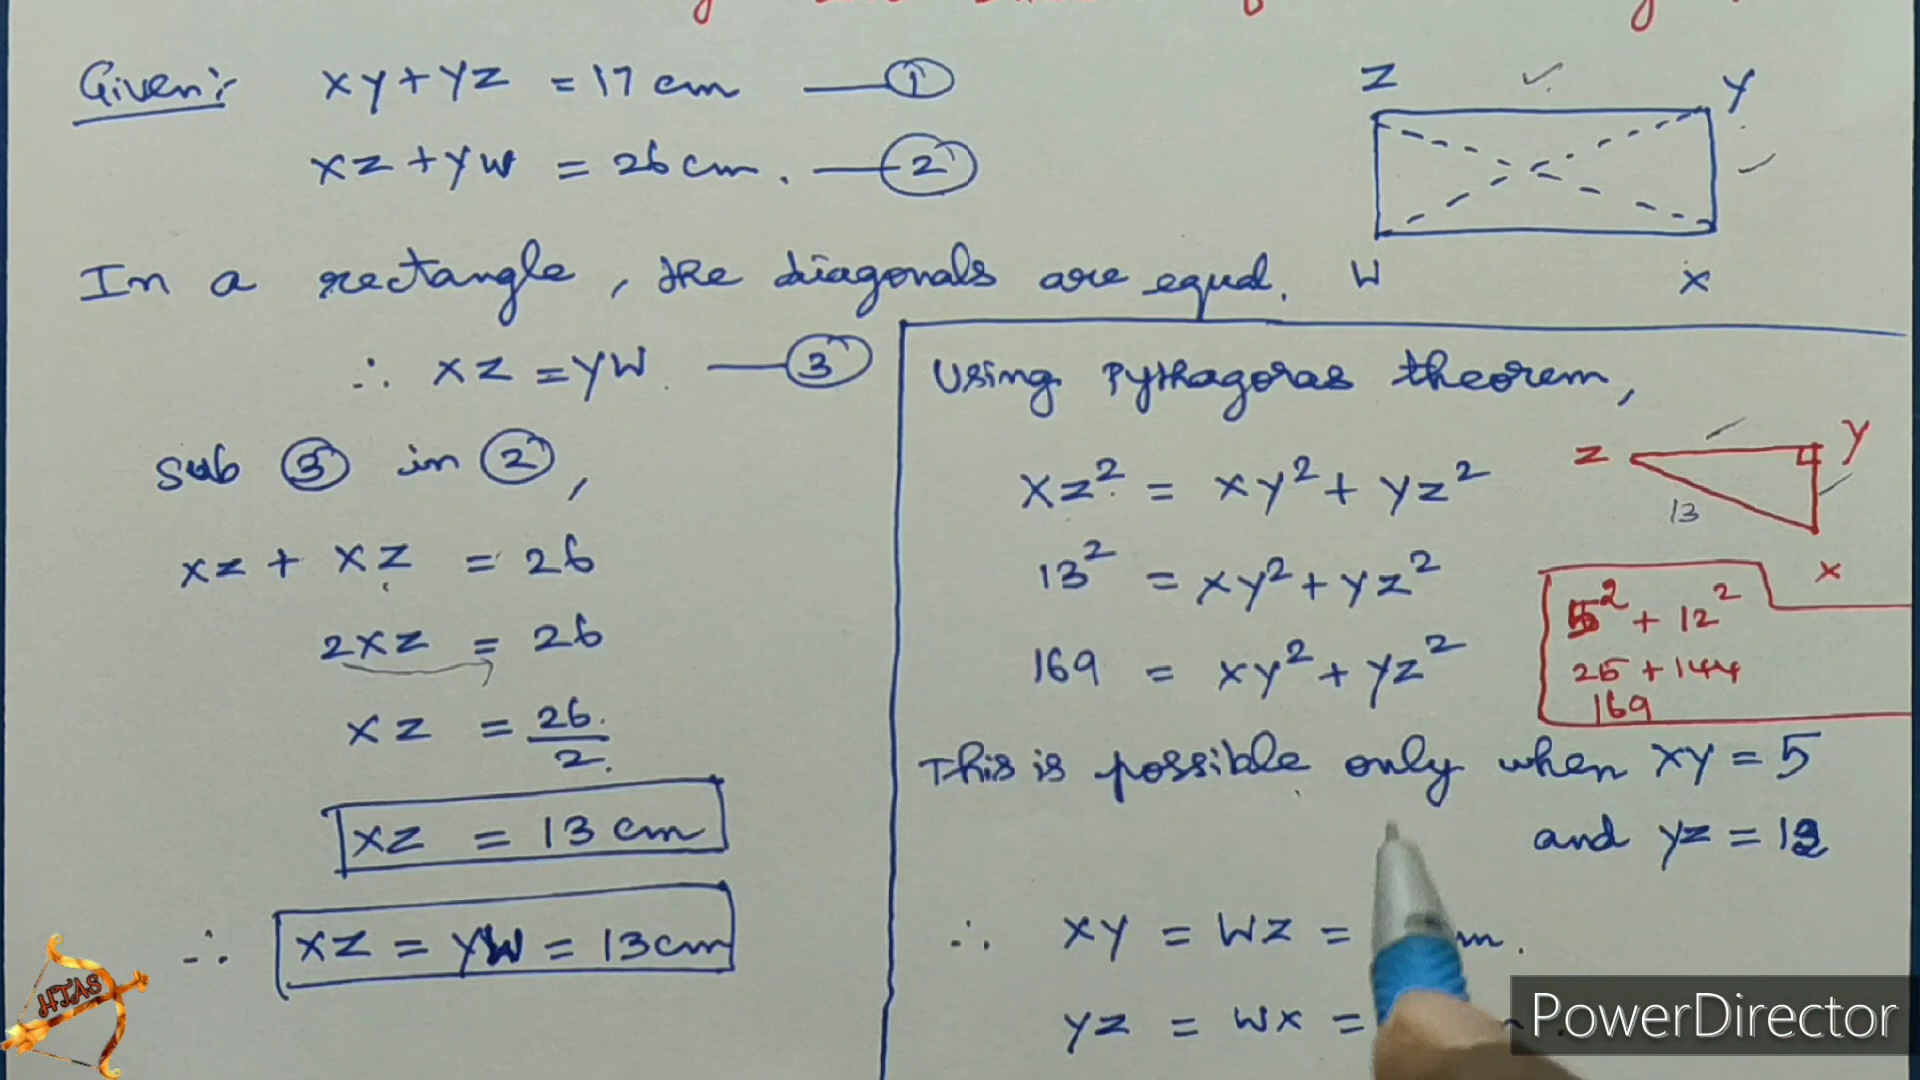 Given:- XY + YZ = 17 cm ——①
XZ + YW = 26 cm. ——②
Z Y
W X
In a rectangle, the diagonals are equal.
∴ XZ = YW. ——③
Sub ③ in ②,
XZ + XZ = 26
2XZ = 26
XZ = 26/2.
XZ = 13 cm
∴ XZ = YW = 13cm
Using Pythagoras theorem,
XZ² = XY² + YZ²
13² = XY² + YZ²
169 = XY² + YZ²
Z Y
13
X
5² + 12²
25 + 144
169
This is possible only when XY = 5
and YZ = 12
∴ XY = WZ =
YZ = WX =
HTAS
PowerDirector